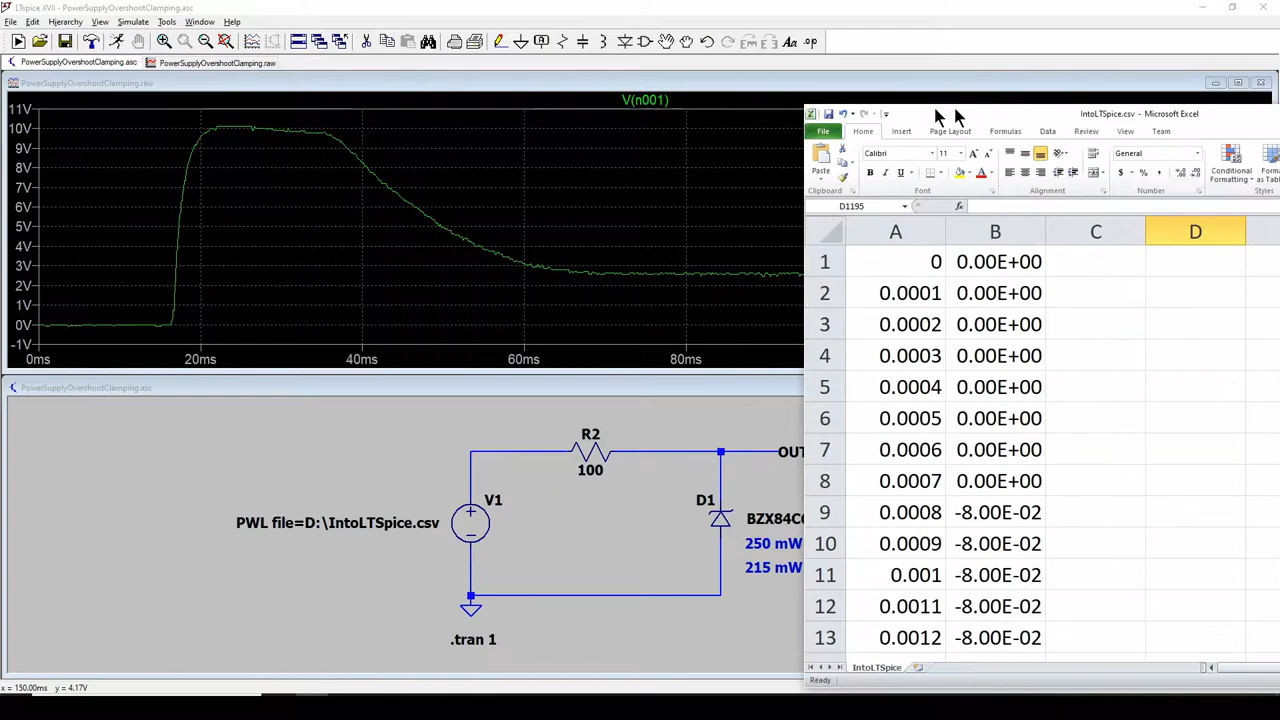 LTspice XVII - PowerSupplyOvershootClamping.asc
File Edit Hierarchy View Simulate Tools Window Help
PowerSupplyOvershootClamping.asc PowerSupplyOvershootClamping.raw
PowerSupplyOvershootClamping.raw
V(n001)
11V
10V
9V
8V
7V
6V
5V
4V
3V
2V
1V
0V
-1V
0ms 20ms 40ms 60ms 80ms
PowerSupplyOvershootClamping.asc
R2
100
OUT
V1
D1
PWL file=D:\IntoLTSpice.csv
BZX84C6
250 mW
215 mW
.tran 1
x = 150.00ms y = 4.17V
IntoLTSpice.csv - Microsoft Excel
File Home Insert Page Layout Formulas Data Review View Team
Paste
Calibri 11
General
Conditional Formatting
Clipboard Font Alignment Number Styles
D1195 fx
A B C D
1 0 0.00E+00
2 0.0001 0.00E+00
3 0.0002 0.00E+00
4 0.0003 0.00E+00
5 0.0004 0.00E+00
6 0.0005 0.00E+00
7 0.0006 0.00E+00
8 0.0007 0.00E+00
9 0.0008 -8.00E-02
10 0.0009 -8.00E-02
11 0.001 -8.00E-02
12 0.0011 -8.00E-02
13 0.0012 -8.00E-02
IntoLTSpice
Ready